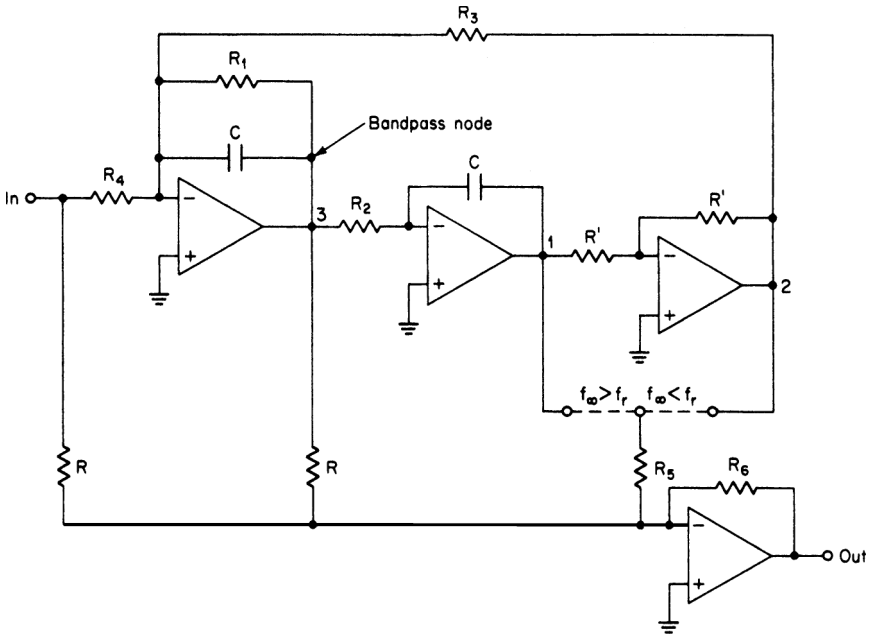 R3
R1
C
Bandpass node
In
R4
−
+
3
R2
C
−
+
1
R'
R'
−
+
2
f∞>fr
f∞<fr
R
R
R5
R6
−
+
Out